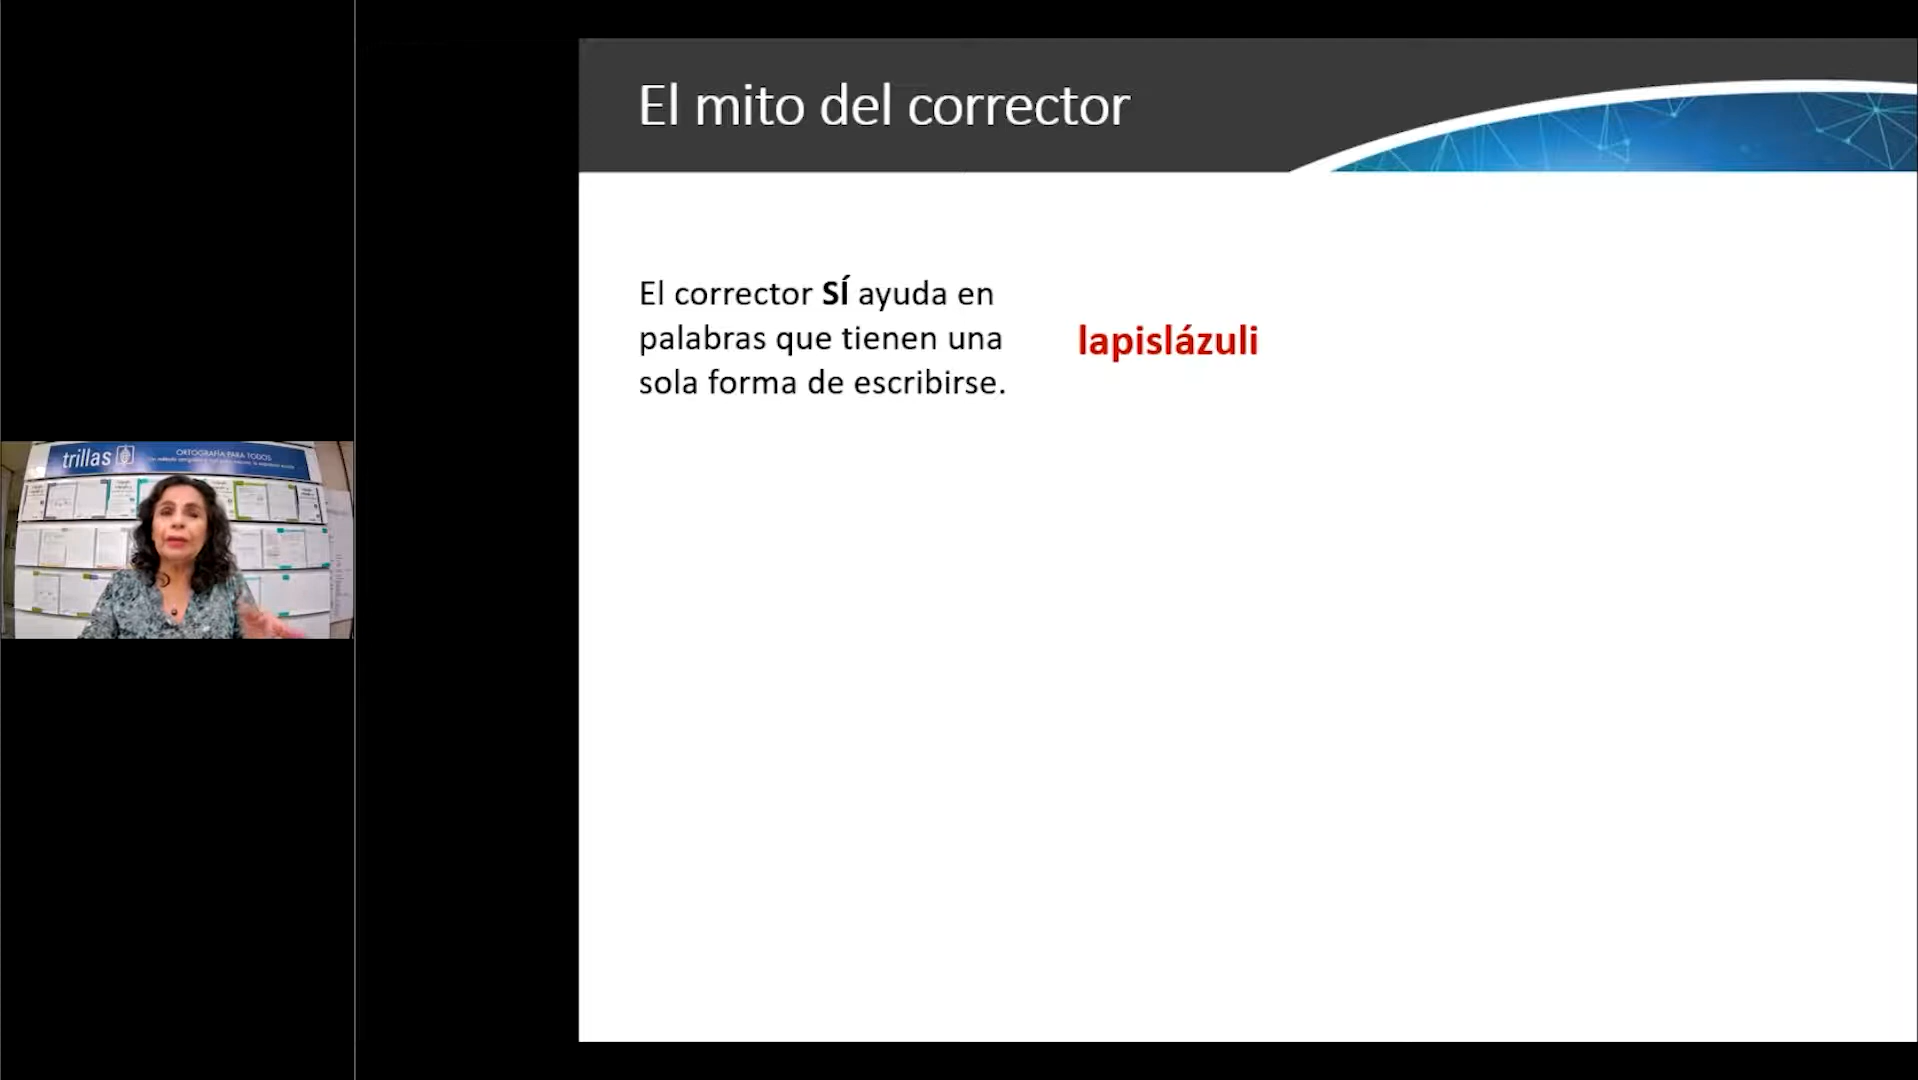 El mito del corrector
El corrector SÍ ayuda en
palabras que tienen una
sola forma de escribirse.
lapislázuli
trillas
ORTOGRAFÍA PARA TODOS